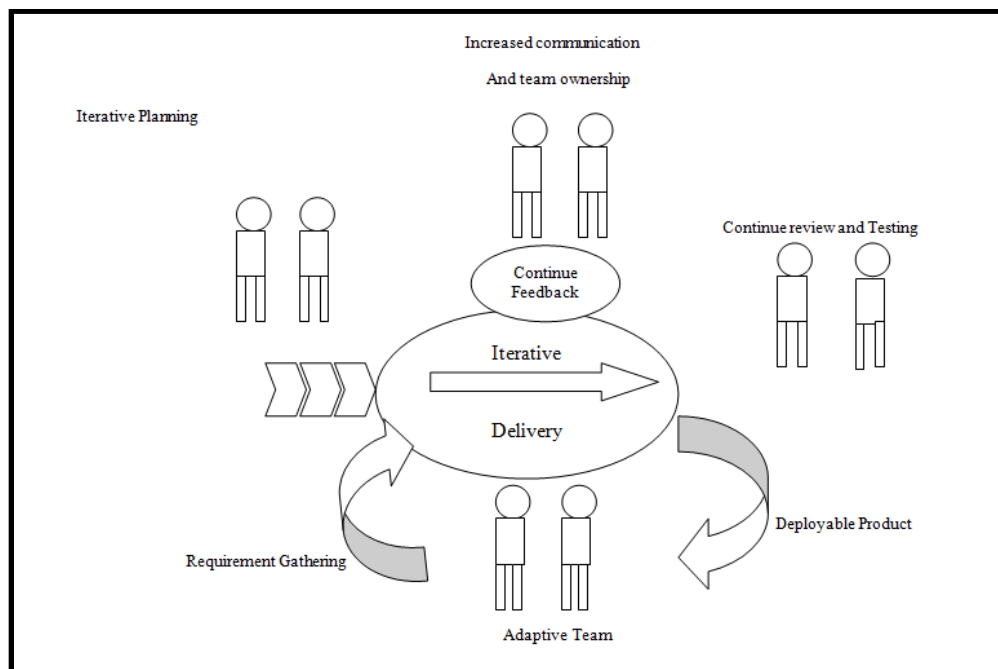 Increased communication
And team ownership
Iterative Planning
Continue review and Testing
Continue
Feedback
Iterative
Delivery
Deployable Product
Requirement Gathering
Adaptive Team